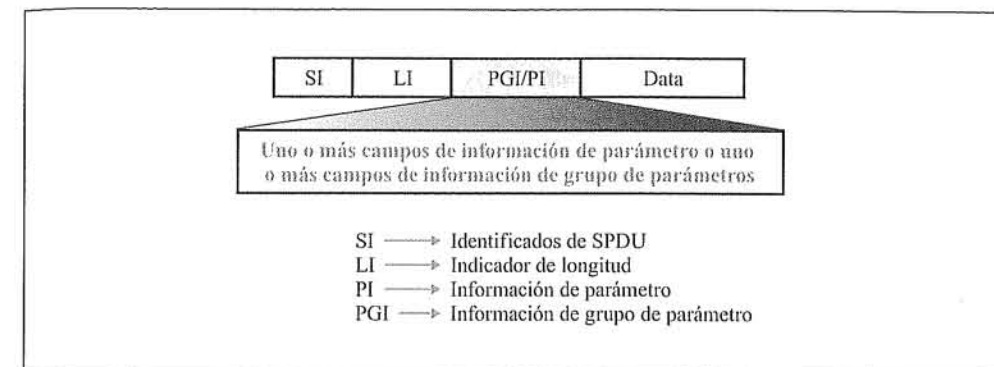 SI LI PGI/PI Data
Uno o más campos de información de parámetro o uno
o más campos de información de grupo de parámetros
SI Identificados de SPDU
LI Indicador de longitud
PI Información de parámetro
PGI Información de grupo de parámetro